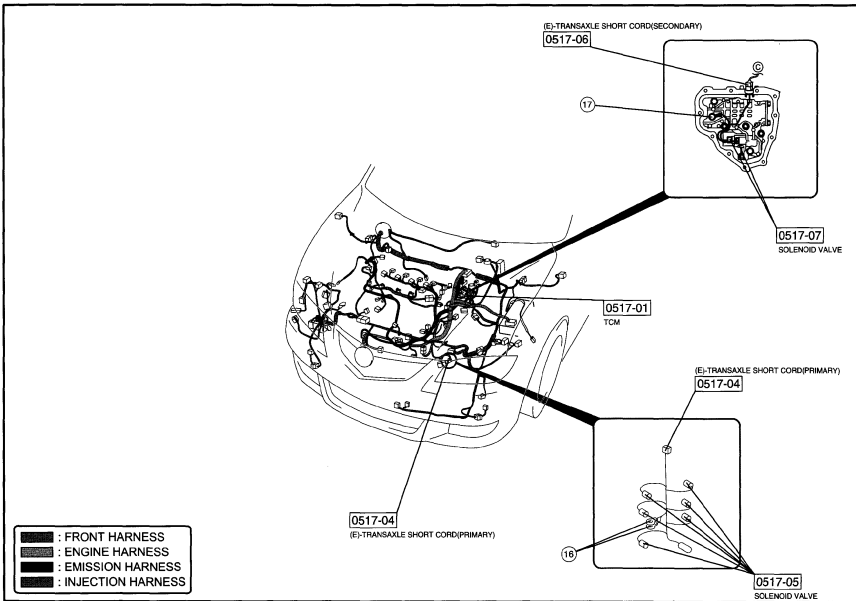 (E)-TRANSAXLE SHORT CORD(SECONDARY)
0517-06
C
17
0517-07
SOLENOID VALVE
0517-01
TCM
(E)-TRANSAXLE SHORT CORD(PRIMARY)
0517-04
0517-04
(E)-TRANSAXLE SHORT CORD(PRIMARY)
16
0517-05
SOLENOID VALVE
: FRONT HARNESS
: ENGINE HARNESS
: EMISSION HARNESS
: INJECTION HARNESS